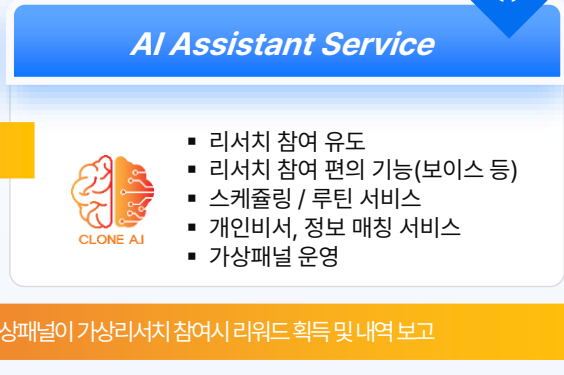 AI Assistant Service
▪ 리서치 참여 유도
▪ 리서치 참여 편의 기능(보이스 등)
▪ 스케쥴링 / 루틴 서비스
▪ 개인비서, 정보 매칭 서비스
▪ 가상패널 운영
CLONE A.I
상패널이 가상리서치 참여시 리워드 획득 및 내역 보고